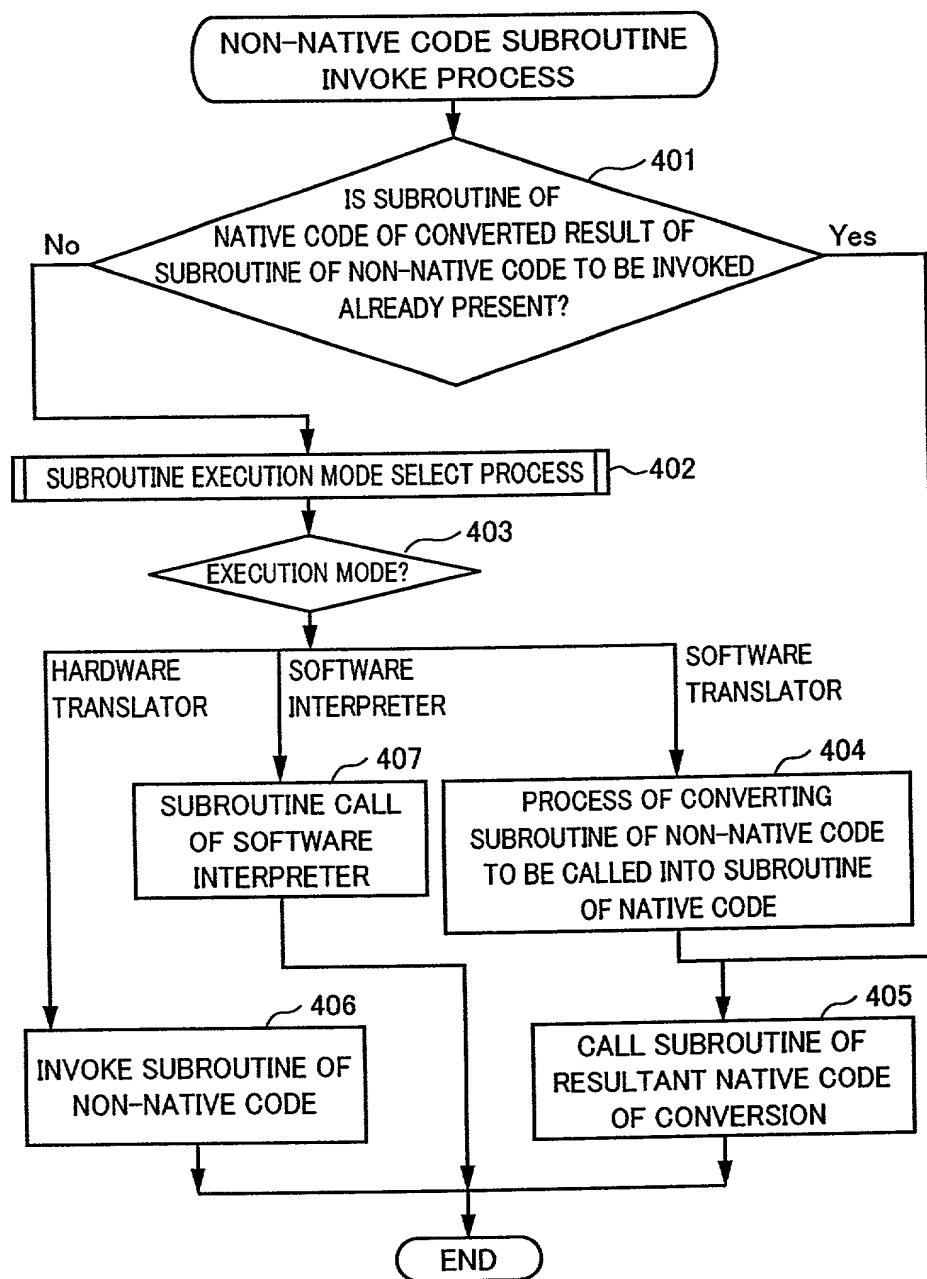 NON-NATIVE CODE SUBROUTINE
INVOKE PROCESS
401
IS SUBROUTINE OF
NATIVE CODE OF CONVERTED RESULT OF
SUBROUTINE OF NON-NATIVE CODE TO BE INVOKED
ALREADY PRESENT?
No
Yes
SUBROUTINE EXECUTION MODE SELECT PROCESS
402
403
EXECUTION MODE?
HARDWARE
TRANSLATOR
SOFTWARE
INTERPRETER
SOFTWARE
TRANSLATOR
407
SUBROUTINE CALL
OF SOFTWARE
INTERPRETER
404
PROCESS OF CONVERTING
SUBROUTINE OF NON-NATIVE CODE
TO BE CALLED INTO SUBROUTINE
OF NATIVE CODE
406
INVOKE SUBROUTINE OF
NON-NATIVE CODE
405
CALL SUBROUTINE OF
RESULTANT NATIVE CODE
OF CONVERSION
END